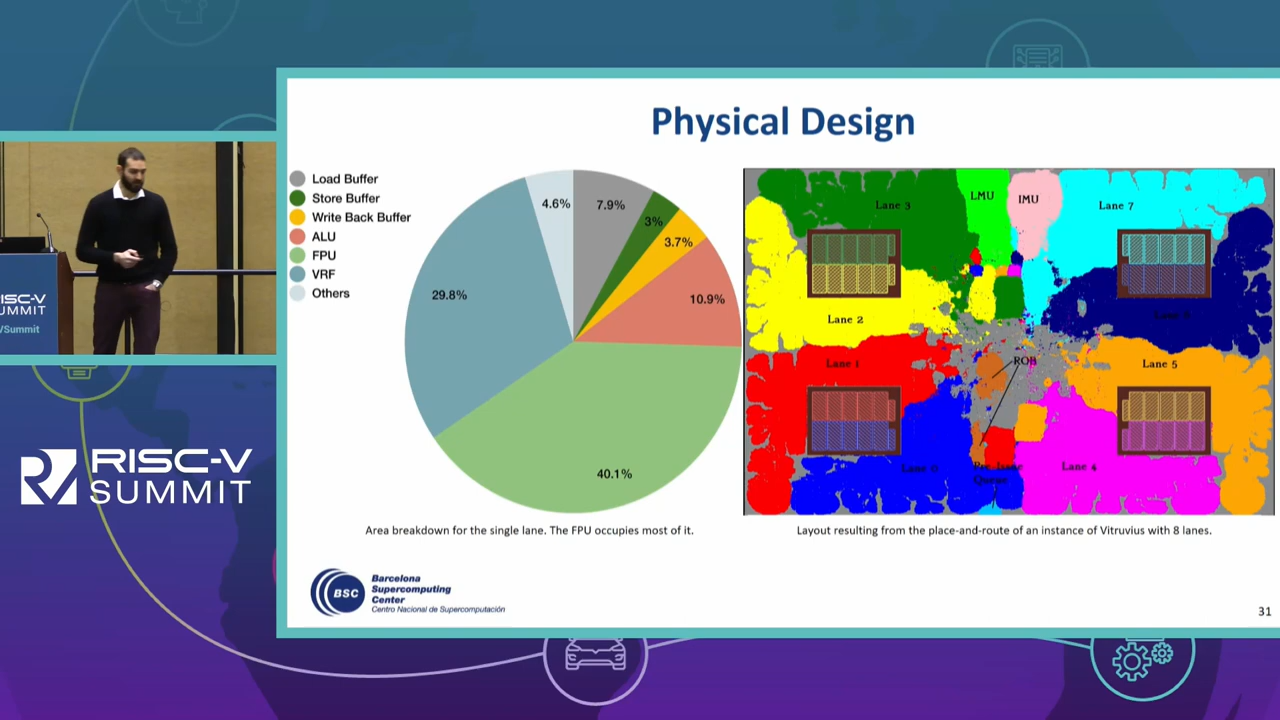 Physical Design
Load Buffer
Store Buffer
Write Back Buffer
ALU
FPU
VRF
Others
4.6%
7.9%
3%
3.7%
10.9%
29.8%
40.1%
Area breakdown for the single lane. The FPU occupies most of it.
LMU
IMU
Lane 3
Lane 7
Lane 2
Lane 1
ROB
Lane 5
Lane 0
Pre-Issue
Queue
Lane 4
Layout resulting from the place-and-route of an instance of Vitruvius with 8 lanes.
BSC
Barcelona
Supercomputing
Center
Centro Nacional de Supercomputación
31
RISC-V
SUMMIT